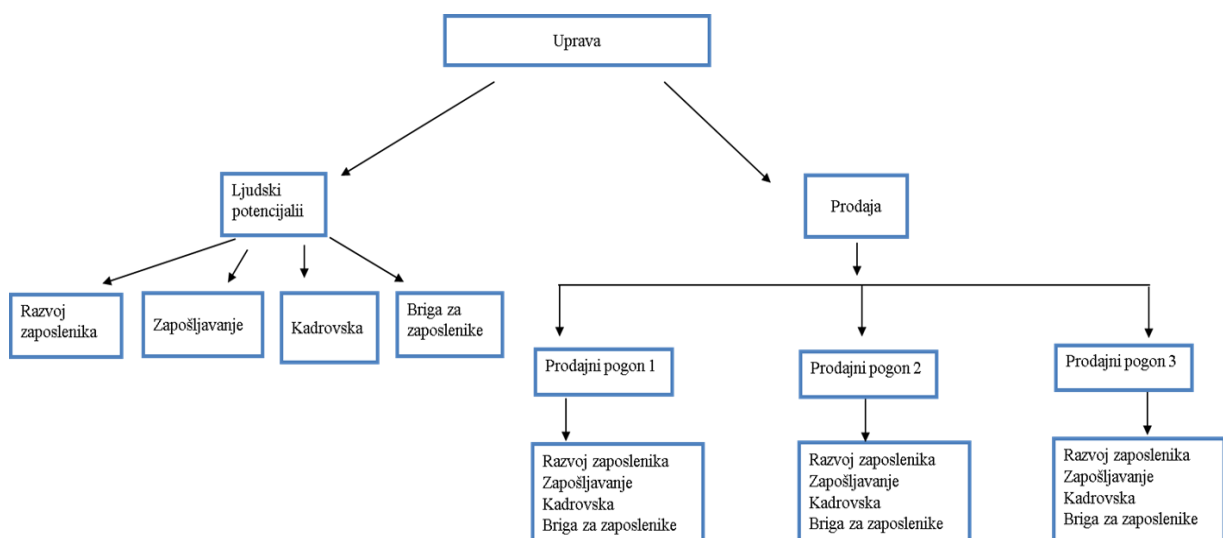 Uprava
Ljudski
potencijalii
Prodaja
Razvoj
zaposlenika
Zapošljavanje
Kadrovska
Briga za
zaposlenike
Prodajni pogon 1
Prodajni pogon 2
Prodajni pogon 3
Razvoj zaposlenika
Zapošljavanje
Kadrovska
Briga za zaposlenike
Razvoj zaposlenika
Zapošljavanje
Kadrovska
Briga za zaposlenike
Razvoj zaposlenika
Zapošljavanje
Kadrovska
Briga za zaposlenike